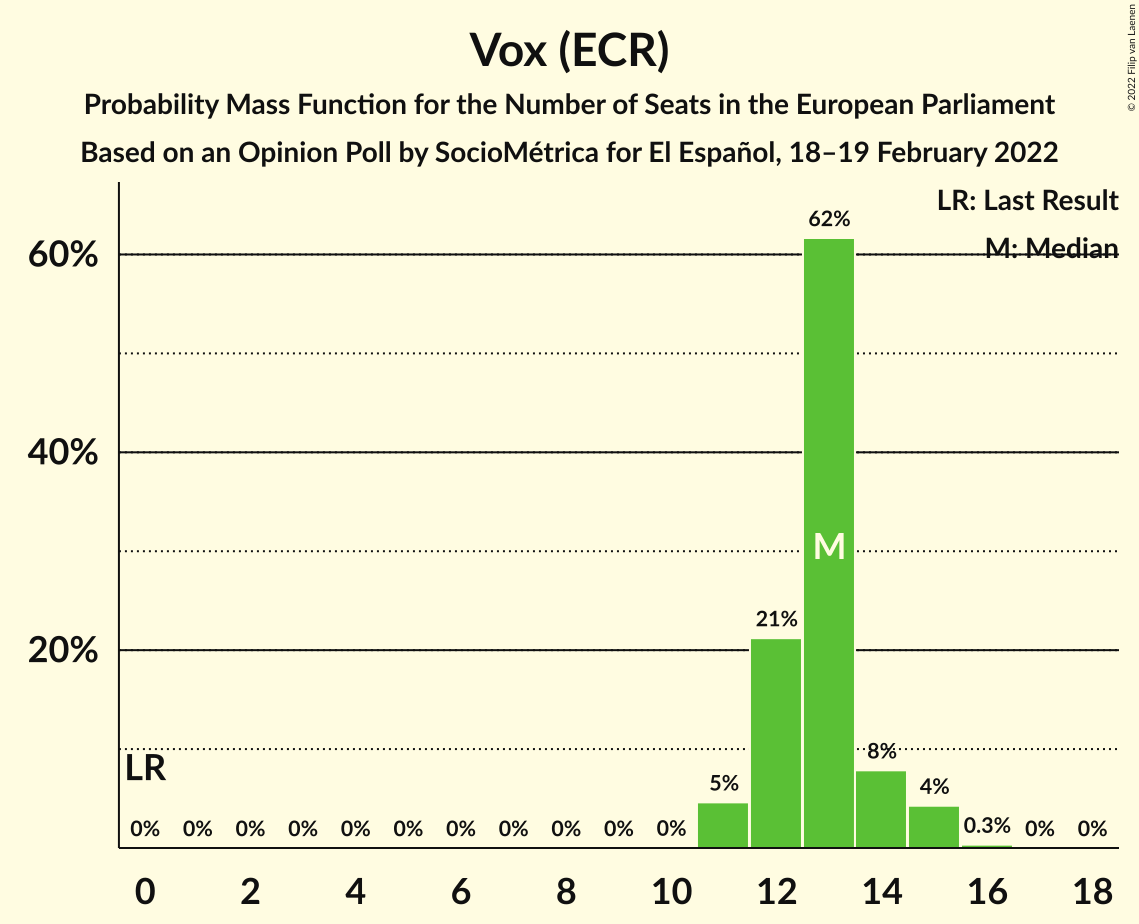 Vox (ECR)
Probability Mass Function for the Number of Seats in the European Parliament
Based on an Opinion Poll by SocioMétrica for El Español, 18–19 February 2022
© 2022 Filip van Laenen
LR: Last Result
M: Median
60%
40%
20%
62%
M
21%
LR
8%
5%
4%
0% 0% 0% 0% 0% 0% 0% 0% 0% 0% 0% 0.3% 0% 0%
0 2 4 6 8 10 12 14 16 18